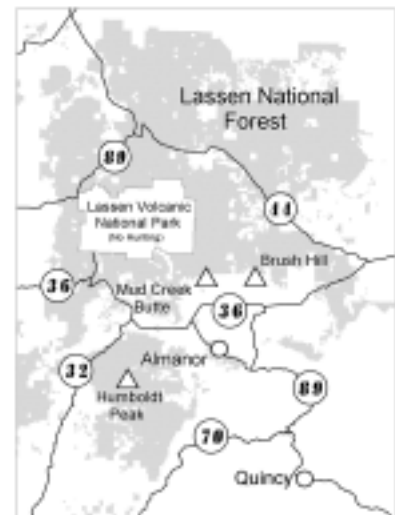 Lassen National
Forest
89
44
Lassen Volcanic
National Park
(No Hunting)
Brush Hill
36
Mud Creek
Butte
36
Almanor
32
Humboldt
Peak
89
70
Quincy